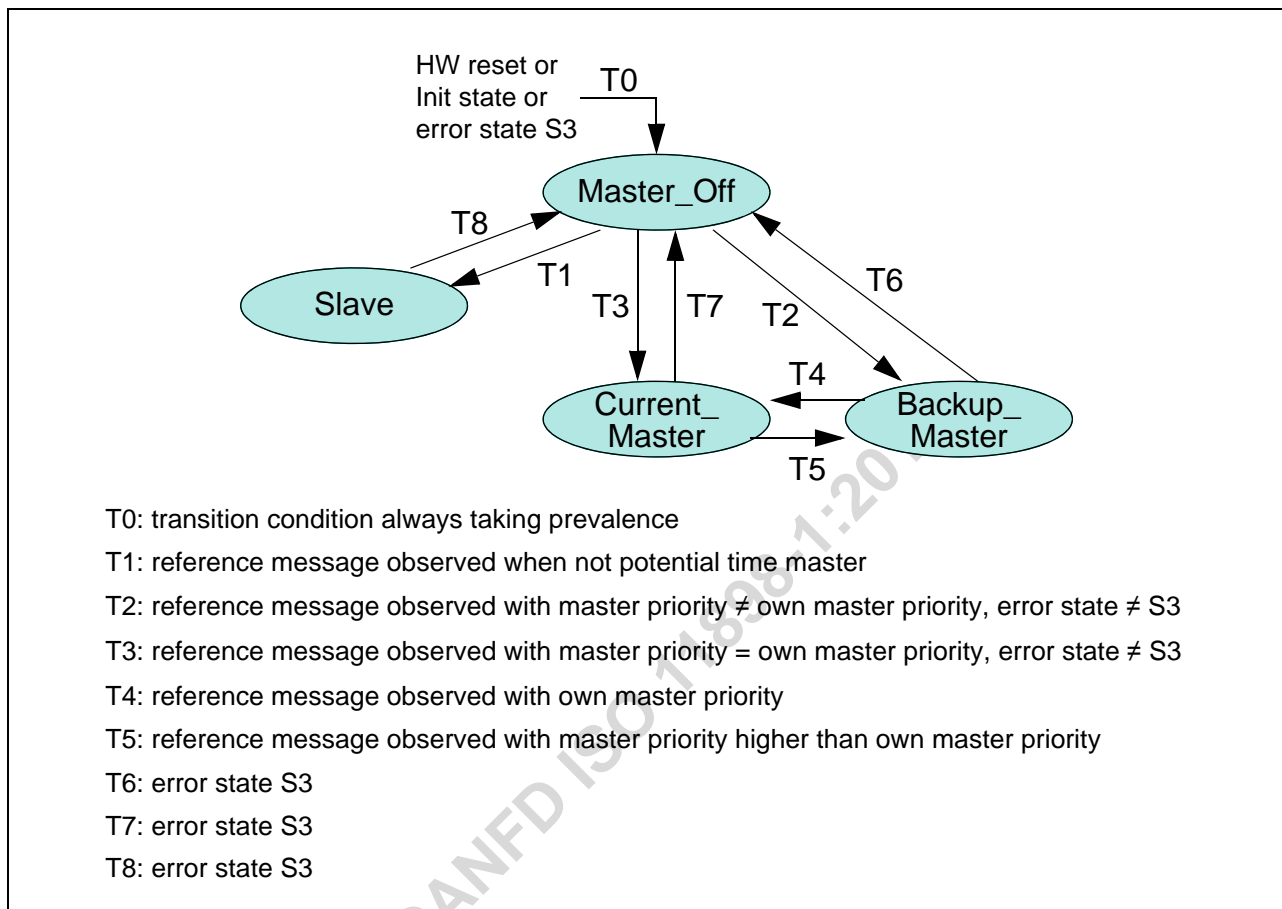 HW reset or
Init state or
error state S3
T0
Master_Off
T8
T1
Slave
T3
T7
T2
T6
T4
Current_
Master
Backup_
Master
T5
T0: transition condition always taking prevalence
T1: reference message observed when not potential time master
T2: reference message observed with master priority ≠ own master priority, error state ≠ S3
T3: reference message observed with master priority = own master priority, error state ≠ S3
T4: reference message observed with own master priority
T5: reference message observed with master priority higher than own master priority
T6: error state S3
T7: error state S3
T8: error state S3
CANFD ISO 11898-1:20